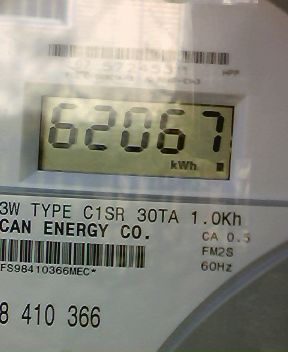 62067
kWh
3W TYPE C1SR 30TA 1.0Kh
CAN ENERGY CO.
CA 0.5
FM2S
60Hz
FS98410366MEC*
8 410 366